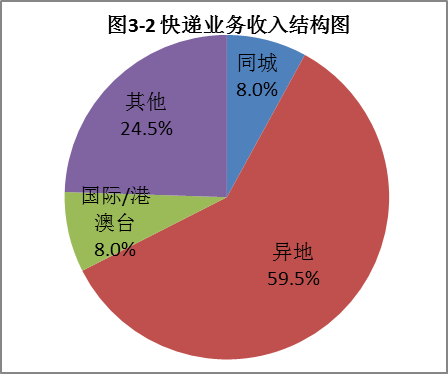 图3-2 快递业务收入结构图
同城
8.0%
其他
24.5%
国际/港
澳台
8.0%
异地
59.5%